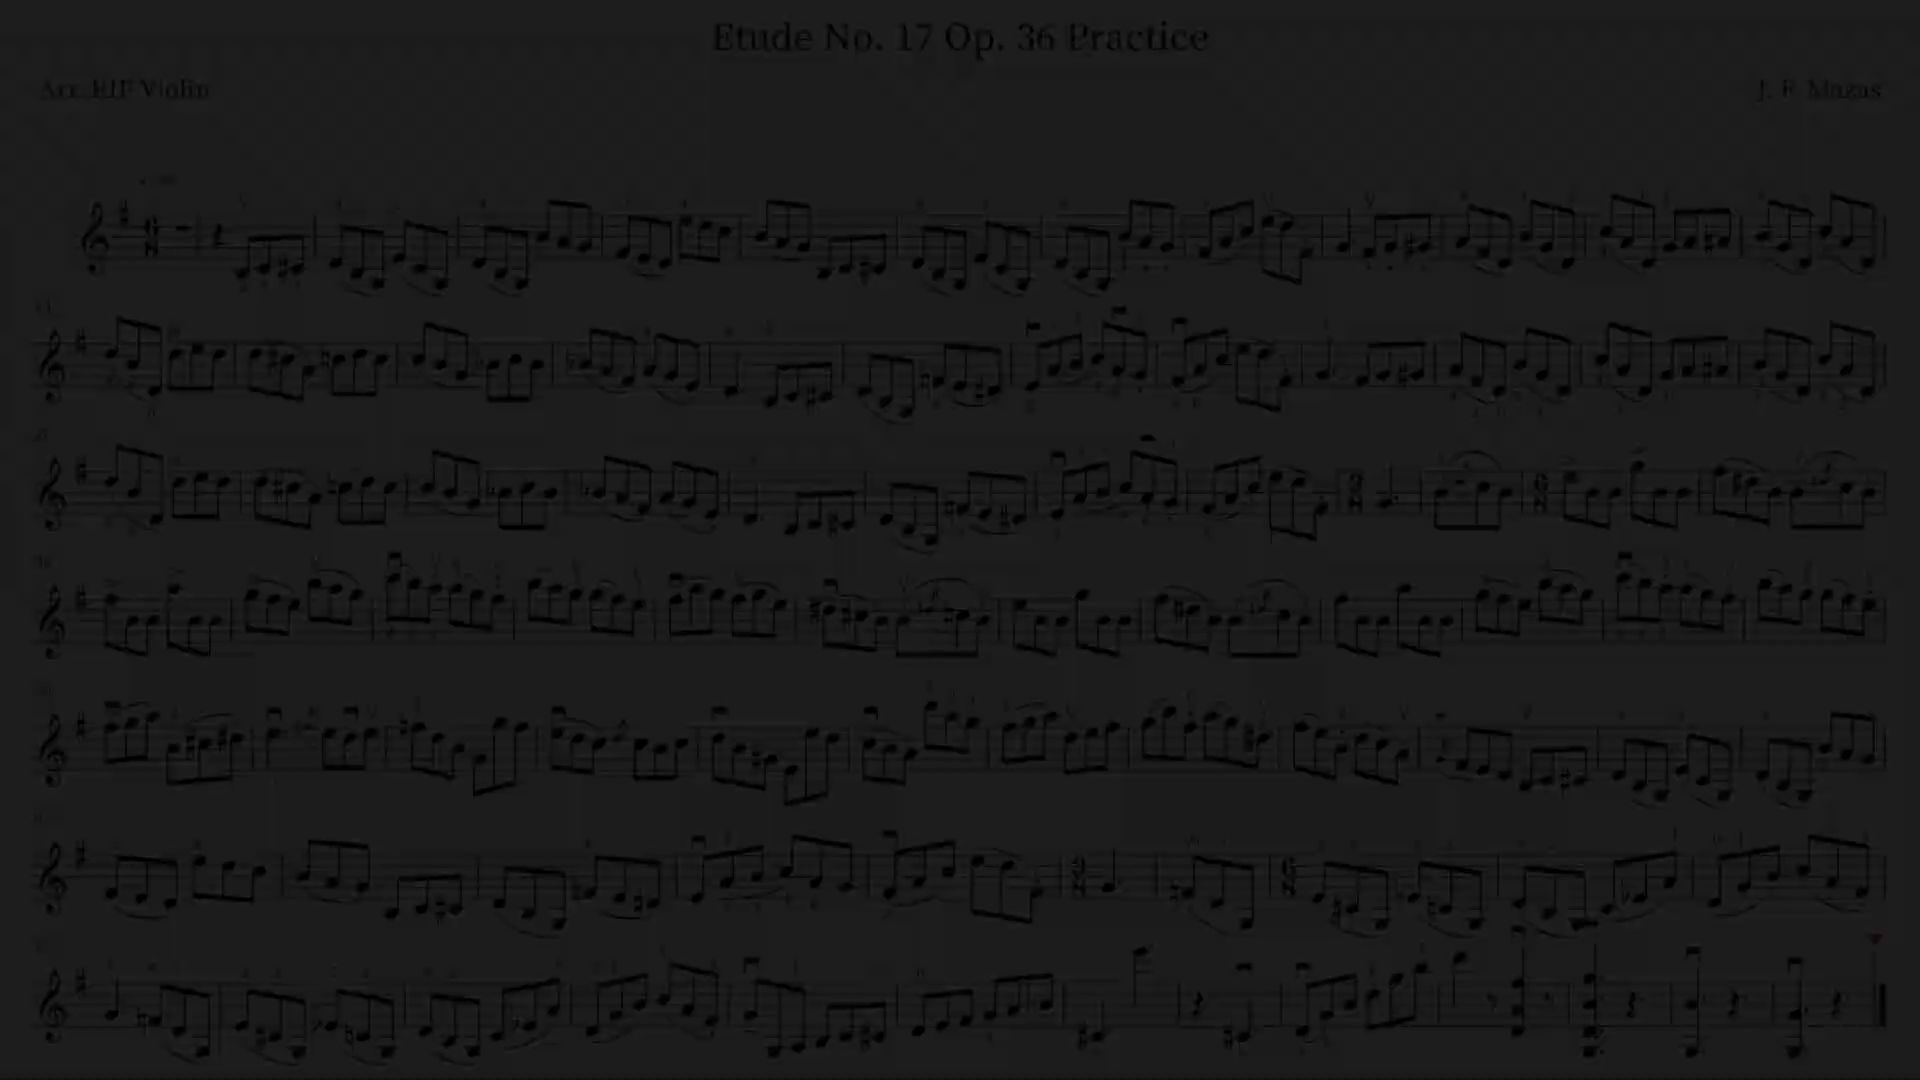 Etude No. 17 Op. 36 Practice
Arr. RIF Violin
J. F. Mazas